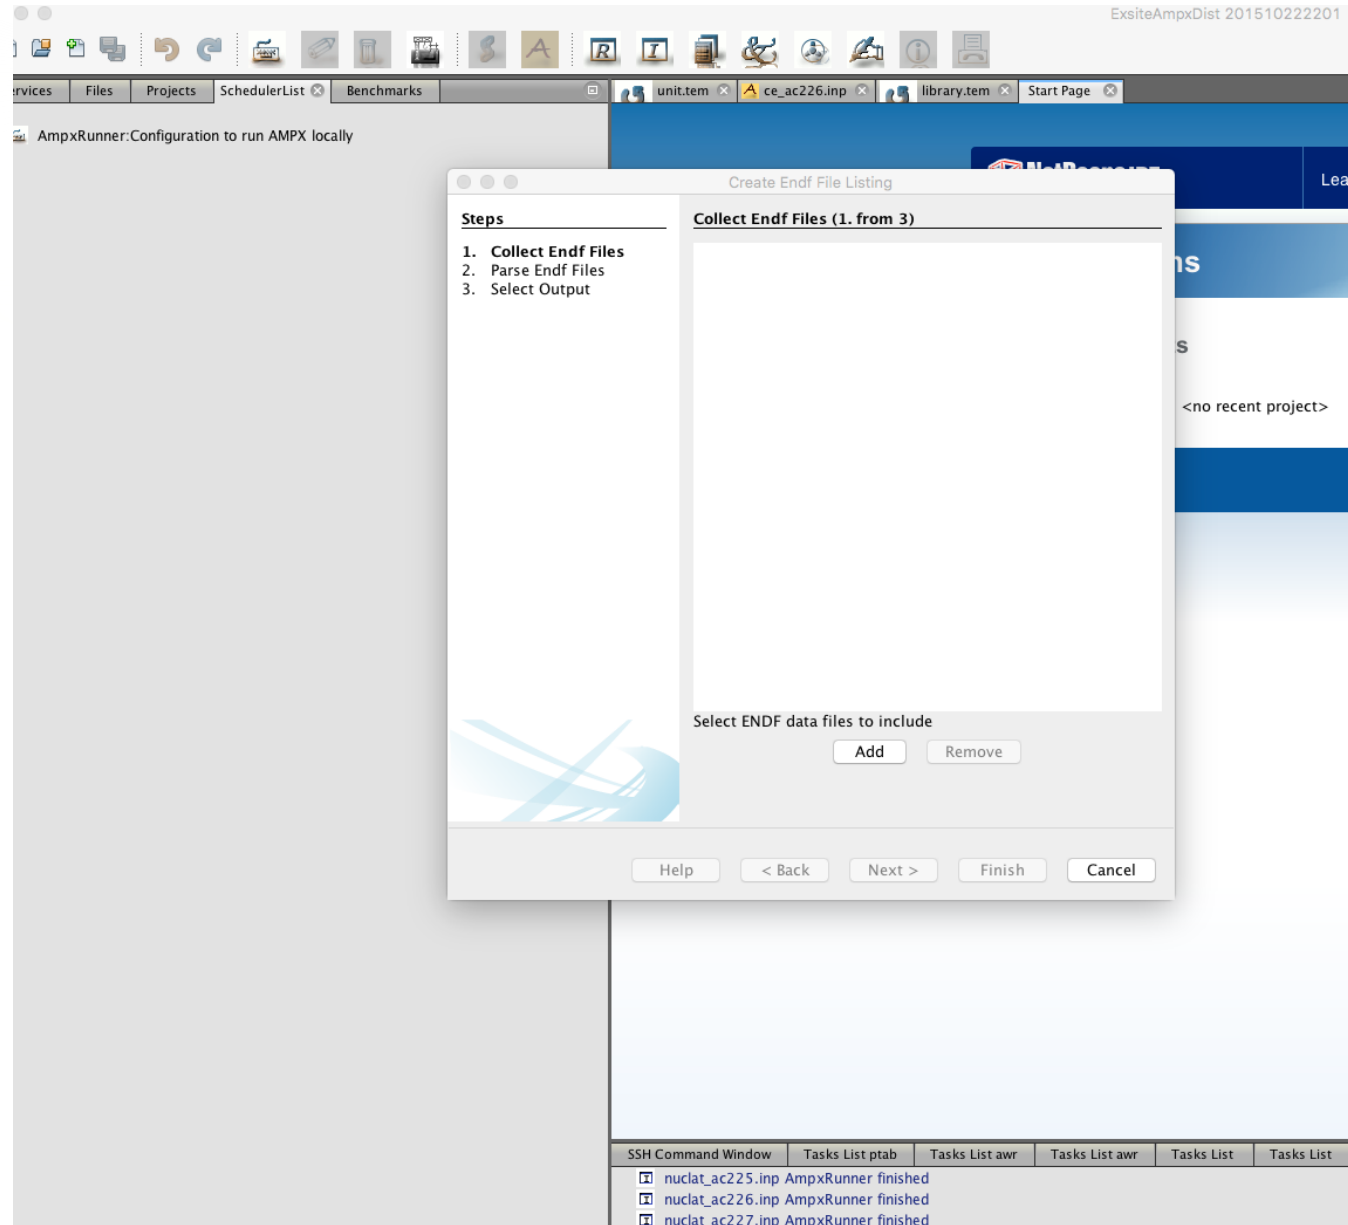 ExsiteAmpxDist 201510222201
R I
Files Projects SchedulerList Benchmarks
unit.tem A ce_ac226.inp library.tem Start Page
AmpxRunner:Configuration to run AMPX locally
Create Endf File Listing
Steps
1. Collect Endf Files
2. Parse Endf Files
3. Select Output
Collect Endf Files (1. from 3)
Select ENDF data files to include
Add Remove
Help < Back Next > Finish Cancel
<no recent project>
SSH Command Window Tasks List ptab Tasks List awr Tasks List awr Tasks List Tasks List
nuclat_ac225.inp AmpxRunner finished
nuclat_ac226.inp AmpxRunner finished
nuclat_ac227.inp AmpxRunner finished